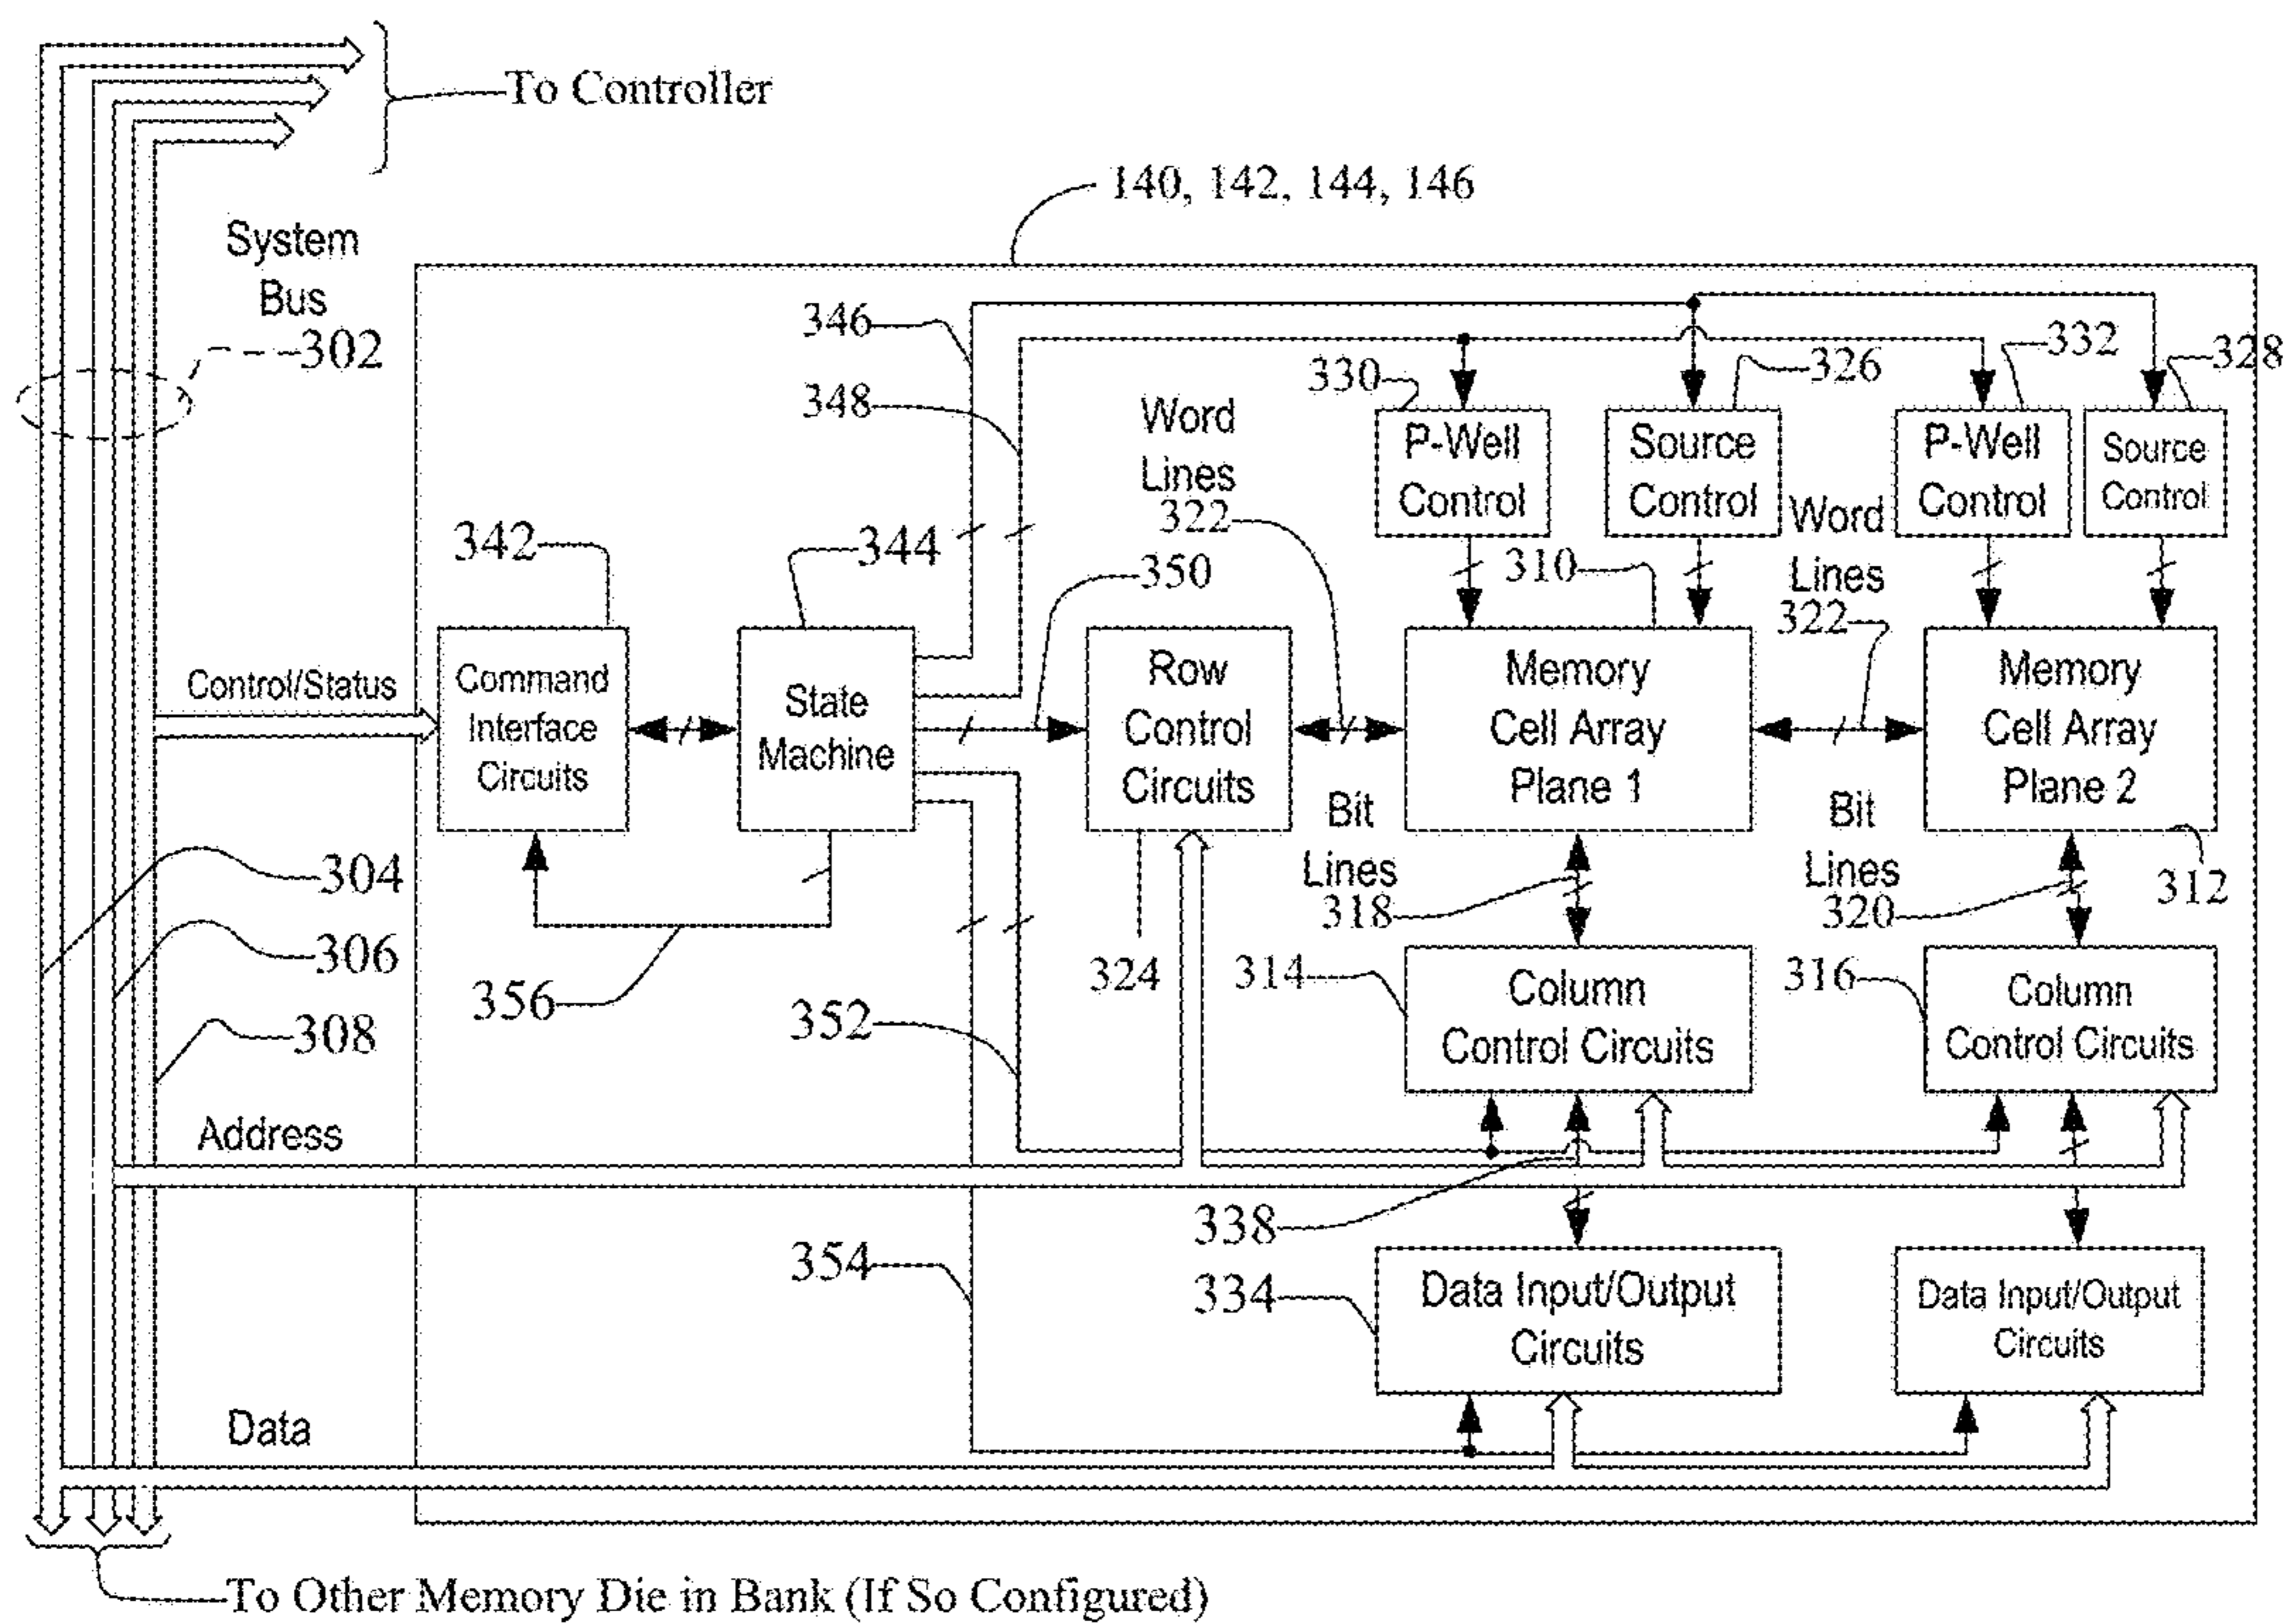 To Controller
140, 142, 144, 146
System
Bus
302
346
348
Word
Lines
322
330
326
332
328
P-Well
Control
Source
Control
P-Well
Control
Source
Control
Word
Lines
322
342
344
350
310
Control/Status
Command
Interface
Circuits
State
Machine
Row
Control
Circuits
Memory
Cell Array
Plane 1
Memory
Cell Array
Plane 2
Bit
Lines
318
Bit
Lines
320
312
304
306
308
356
352
324
314
316
Column
Control Circuits
Column
Control Circuits
Address
338
354
334
Data Input/Output
Circuits
Data Input/Output
Circuits
Data
To Other Memory Die in Bank (If So Configured)